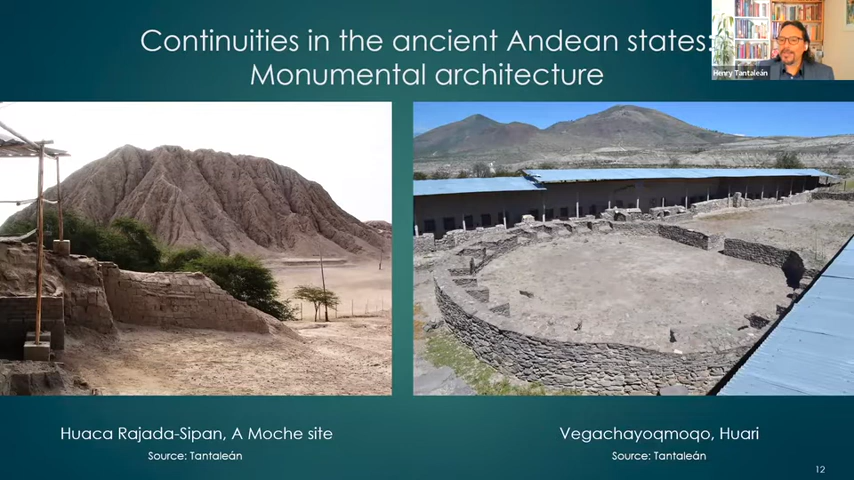 Continuities in the ancient Andean states:
Monumental architecture
Henry Tantaleán
Huaca Rajada-Sipan, A Moche site
Source: Tantaleán
Vegachayoqmoqo, Huari
Source: Tantaleán
12